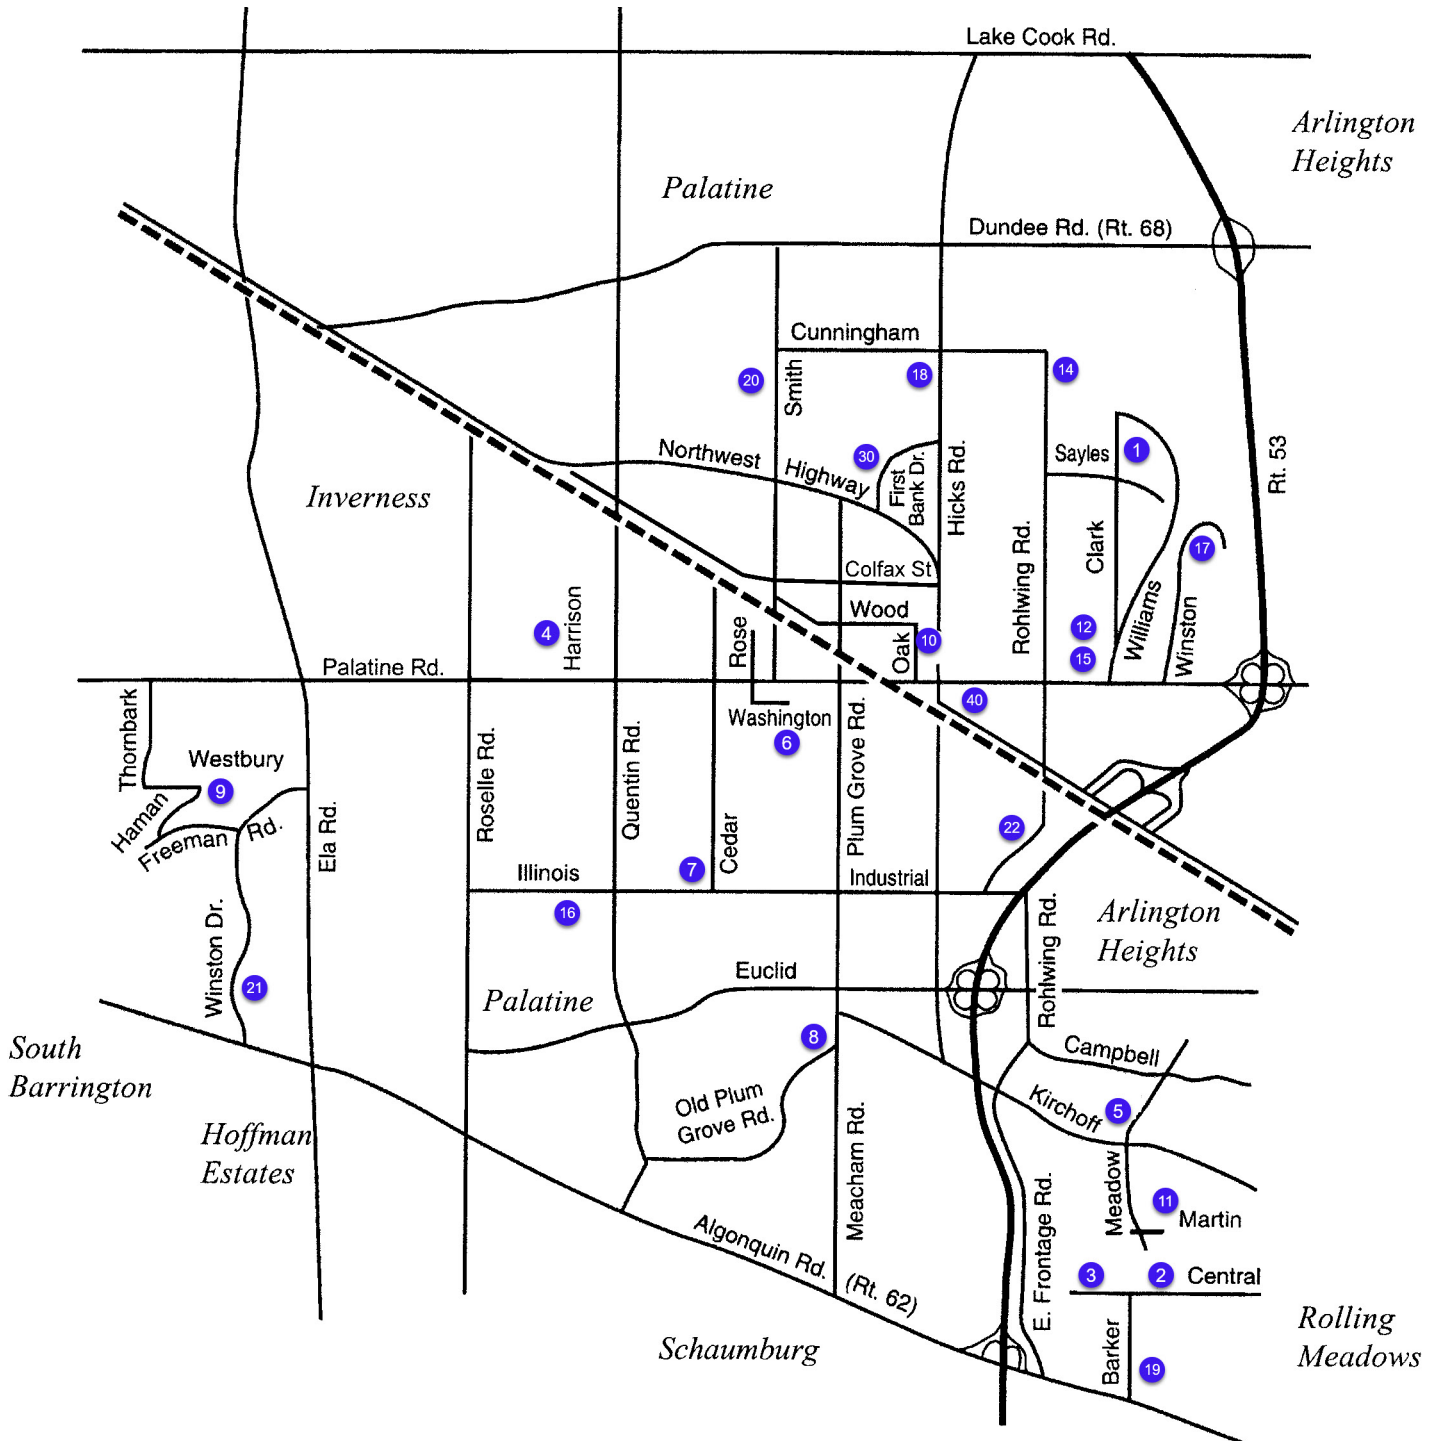 Lake Cook Rd.
Arlington
Heights
Palatine
Dundee Rd. (Rt. 68)
Cunningham
20
Smith
18
14
Northwest Highway
30
First
Bank Dr.
Hicks Rd.
Sayles
1
Rt. 53
Inverness
Rohlwing Rd.
Clark
17
Colfax St
Wood
4
Harrison
Rose
Oak
10
12
15
Williams
Winston
Palatine Rd.
Thornbark
Washington
6
40
Plum Grove Rd.
Westbury
9
Haman
Freeman Rd.
Ela Rd.
Roselle Rd.
Quentin Rd.
Cedar
22
7
Illinois
Industrial
16
Arlington
Heights
Rohlwing Rd.
Winston Dr.
21
Euclid
Palatine
8
South
Barrington
Campbell
Old Plum
Grove Rd.
Kirchoff
5
Hoffman
Estates
Meacham Rd.
Meadow
11
Martin
E. Frontage Rd.
Algonquin Rd. (Rt. 62)
3
2
Central
Rolling
Meadows
Schaumburg
Barker
19